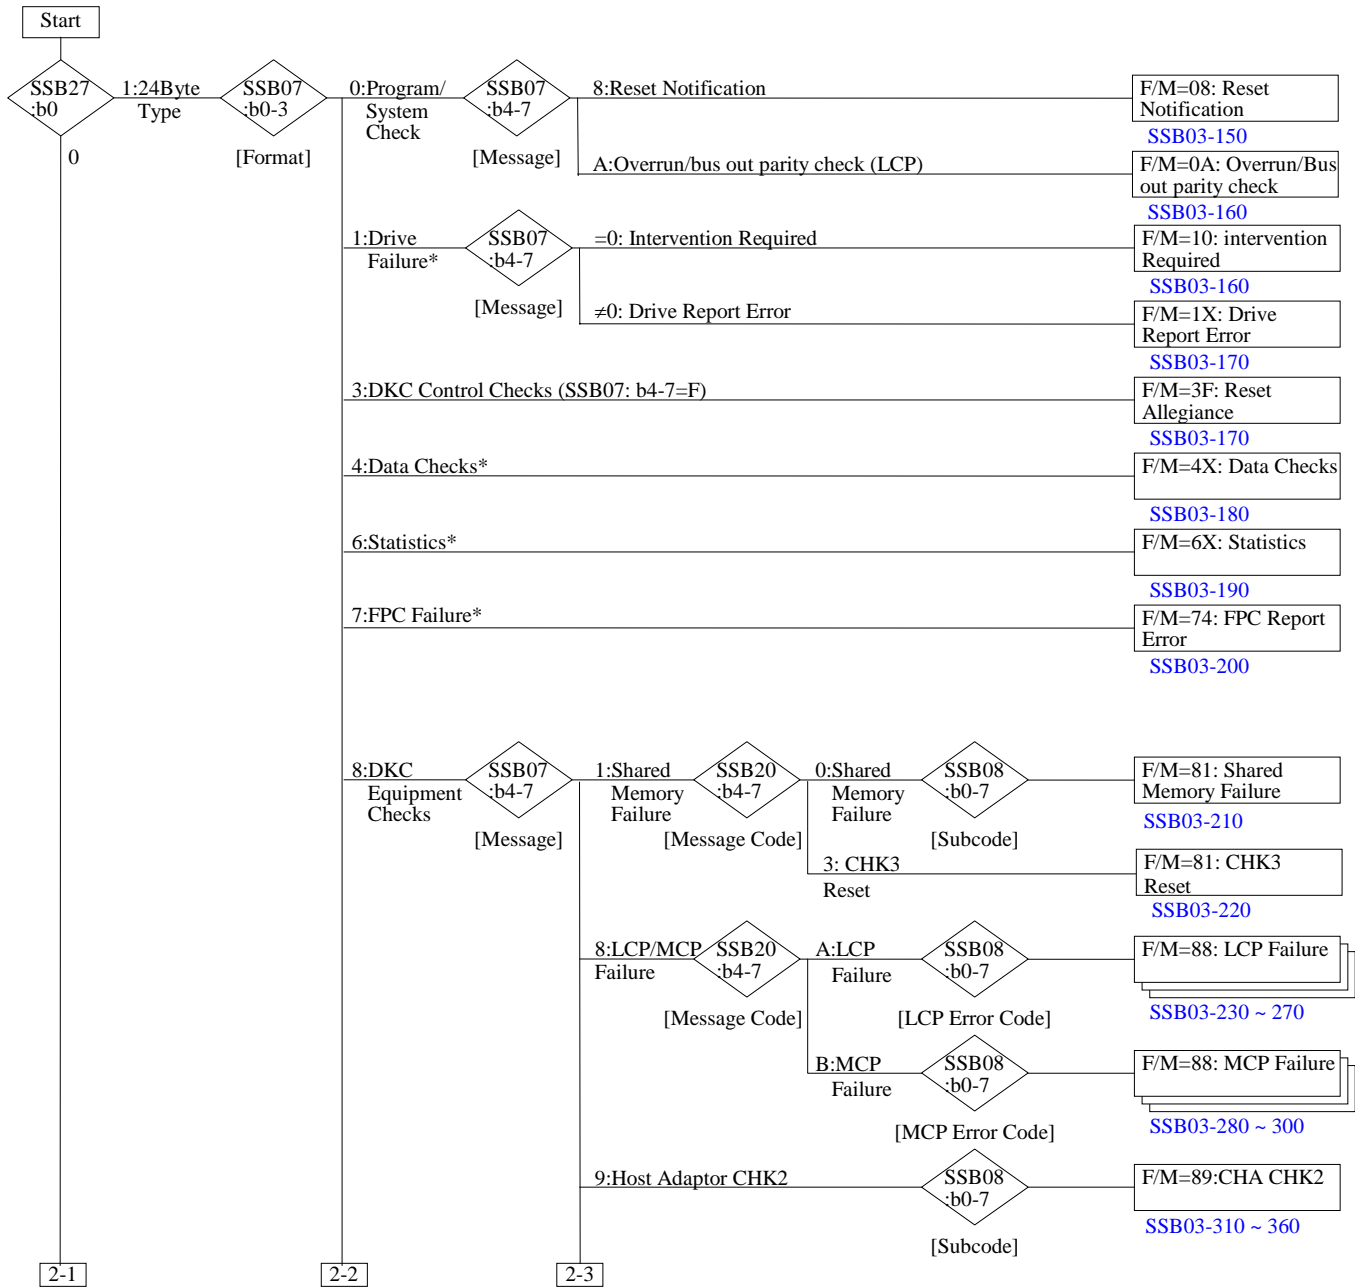 Start
SSB27
:b0
1:24Byte
Type
0
SSB07
:b0-3
[Format]
0:Program/
System
Check
SSB07
:b4-7
[Message]
8:Reset Notification
F/M=08: Reset
Notification
SSB03-150
A:Overrun/bus out parity check (LCP)
F/M=0A: Overrun/Bus
out parity check
SSB03-160
1:Drive
Failure*
SSB07
:b4-7
[Message]
=0: Intervention Required
F/M=10: intervention
Required
SSB03-160
≠0: Drive Report Error
F/M=1X: Drive
Report Error
SSB03-170
3:DKC Control Checks (SSB07: b4-7=F)
F/M=3F: Reset
Allegiance
SSB03-170
4:Data Checks*
F/M=4X: Data Checks
SSB03-180
6:Statistics*
F/M=6X: Statistics
SSB03-190
7:FPC Failure*
F/M=74: FPC Report
Error
SSB03-200
8:DKC
Equipment
Checks
SSB07
:b4-7
[Message]
1:Shared
Memory
Failure
SSB20
:b4-7
[Message Code]
0:Shared
Memory
Failure
SSB08
:b0-7
[Subcode]
F/M=81: Shared
Memory Failure
SSB03-210
3: CHK3
Reset
F/M=81: CHK3
Reset
SSB03-220
8:LCP/MCP
Failure
SSB20
:b4-7
[Message Code]
A:LCP
Failure
SSB08
:b0-7
[LCP Error Code]
F/M=88: LCP Failure
SSB03-230 ~ 270
B:MCP
Failure
SSB08
:b0-7
[MCP Error Code]
F/M=88: MCP Failure
SSB03-280 ~ 300
9:Host Adaptor CHK2
SSB08
:b0-7
[Subcode]
F/M=89:CHA CHK2
SSB03-310 ~ 360
2-1
2-2
2-3